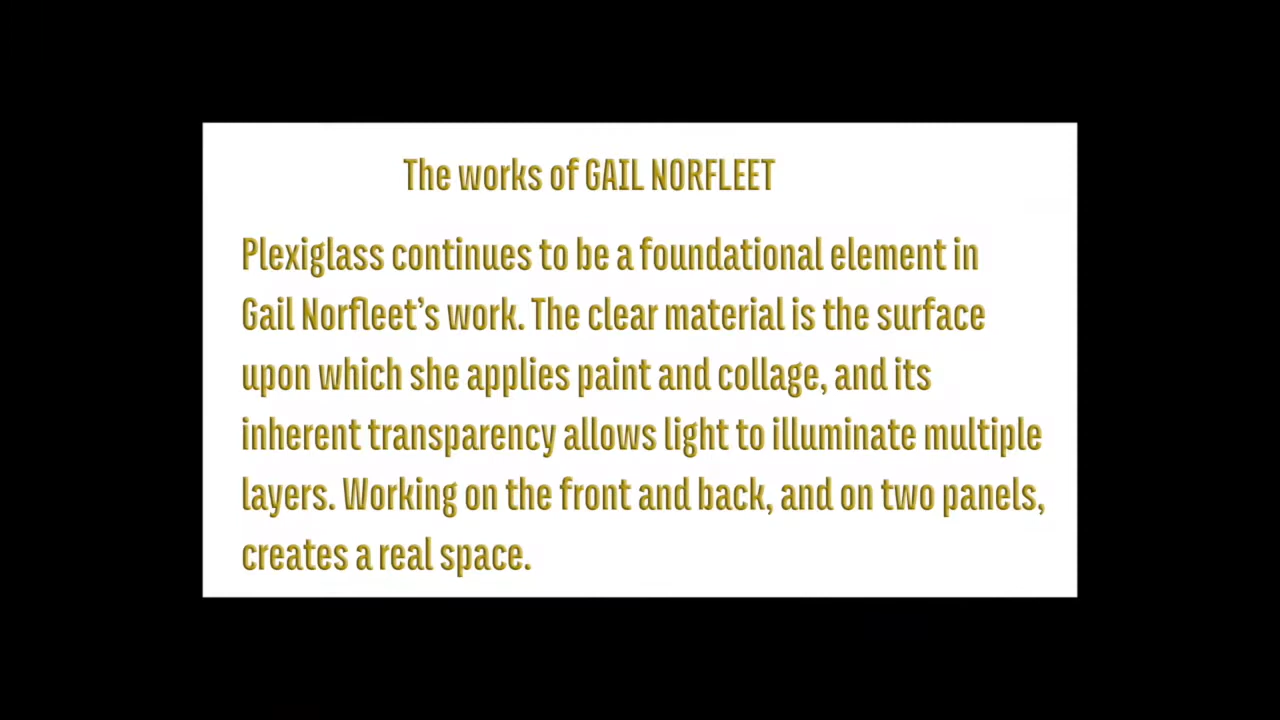 The works of GAIL NORFLEET
Plexiglass continues to be a foundational element in
Gail Norfleet’s work. The clear material is the surface
upon which she applies paint and collage, and its
inherent transparency allows light to illuminate multiple
layers. Working on the front and back, and on two panels,
creates a real space.